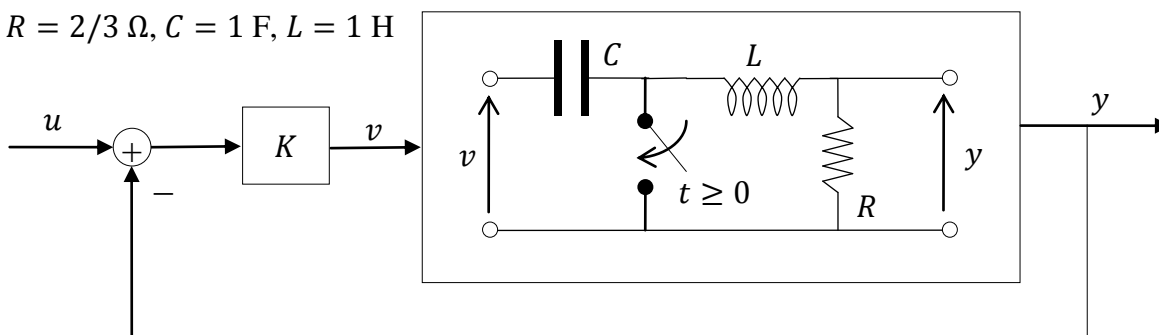 R = 2/3 Ω, C = 1 F, L = 1 H
C
L
u
+
−
K
v
v
t ≥ 0
R
y
y